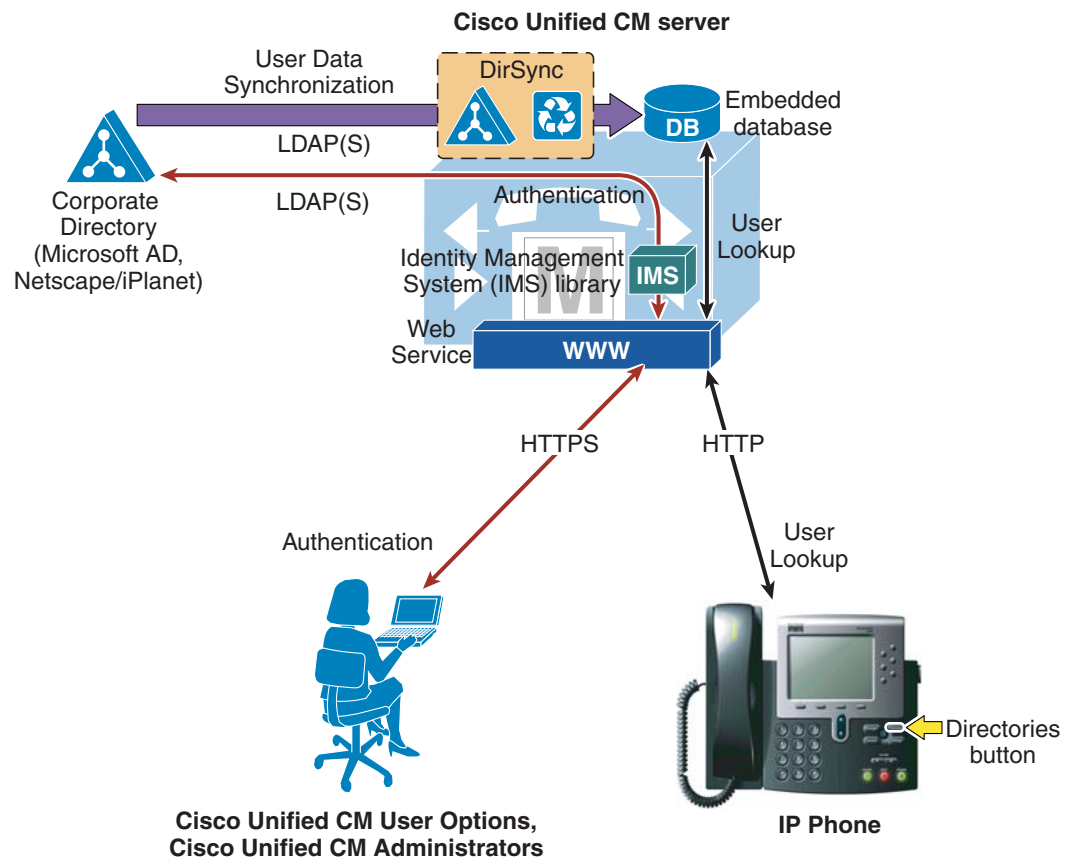 Cisco Unified CM server
User Data
Synchronization
DirSync
LDAP(S)
DB
Embedded
database
Corporate
Directory
(Microsoft AD,
Netscape/iPlanet)
LDAP(S)
Authentication
User
Lookup
Identity Management
System (IMS) library
IMS
M
Web
Service
WWW
HTTPS
HTTP
Authentication
User
Lookup
Directories
button
Cisco Unified CM User Options,
Cisco Unified CM Administrators
IP Phone